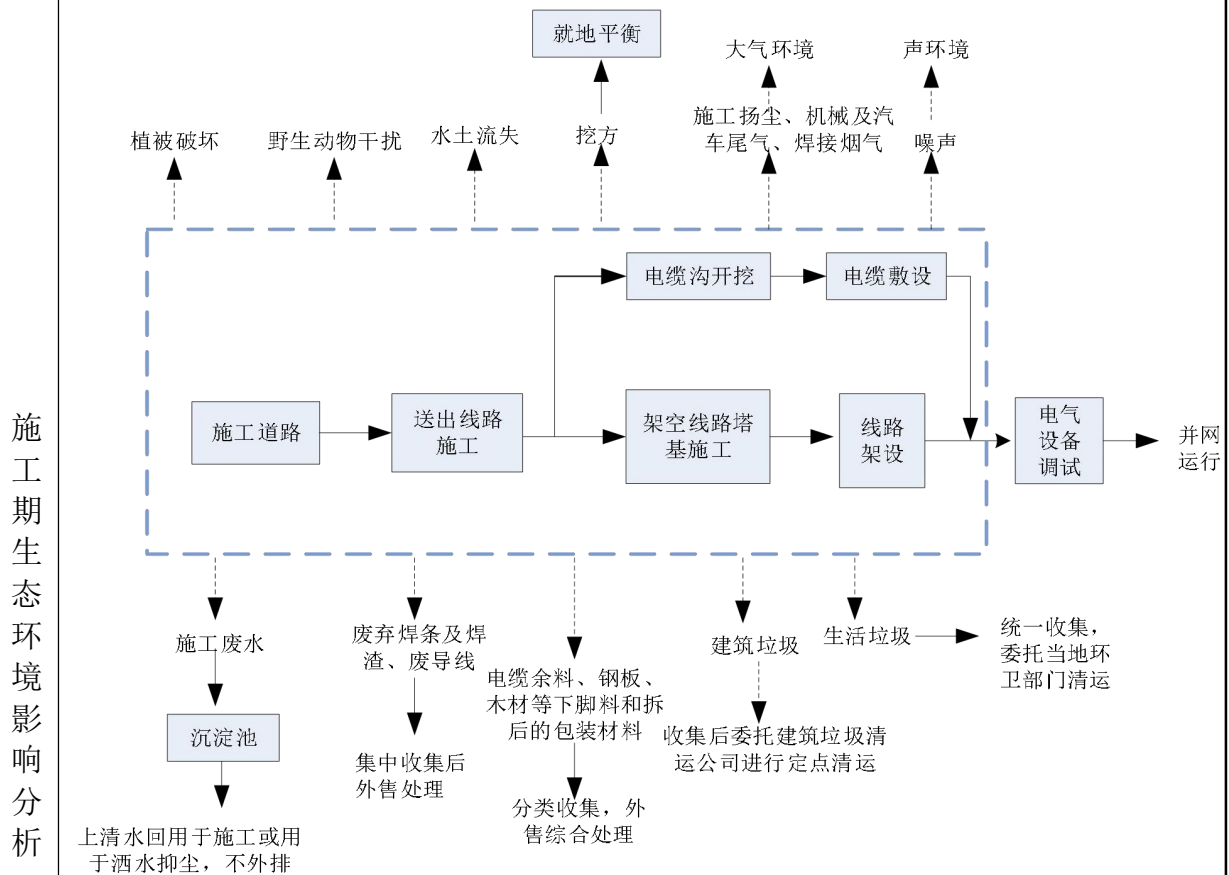 施工期生态环境影响分析
就地平衡
大气环境
声环境
植被破坏
野生动物干扰
水土流失
挖方
施工扬尘、机械及汽
车尾气、焊接烟气
噪声
电缆沟开挖
电缆敷设
施工道路
送出线路
施工
架空线路塔
基施工
线路
架设
电气
设备
调试
并网
运行
施工废水
废弃焊条及焊
渣、废导线
电缆余料、钢板、
木材等下脚料和拆
后的包装材料
建筑垃圾
生活垃圾
统一收集，
委托当地环
卫部门清运
沉淀池
集中收集后
外售处理
收集后委托建筑垃圾清
运公司进行定点清运
分类收集，外
售综合处理
上清水回用于施工或用
于洒水抑尘，不外排